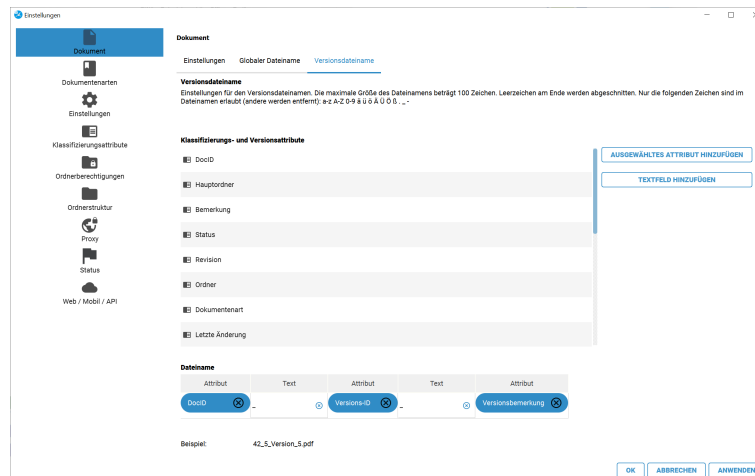 Einstellungen
Dokument
Dokumentenarten
Einstellungen
Klassifizierungsattribute
Ordnerberechtigungen
Ordnerstruktur
Proxy
Status
Web / Mobil / API
Dokument
Einstellungen Globaler Dateiname Versionsdateiname
Versionsdateiname
Einstellungen für den Versionsdateinamen. Die maximale Größe des Dateinamens beträgt 100 Zeichen. Leerzeichen am Ende werden abgeschnitten. Nur die folgenden Zeichen sind im
Dateinamen erlaubt (andere werden entfernt): a-z A-Z 0-9 ä ü ö Ä Ü Ö ß . _ -
Klassifizierungs- und Versionsattribute
DocID
Hauptordner
Bemerkung
Status
Revision
Ordner
Dokumentenart
Letzte Änderung
AUSGEWÄHLTES ATTRIBUT HINZUFÜGEN
TEXTFELD HINZUFÜGEN
Dateiname
Attribut Text Attribut Text Attribut
DocID _ Versions-ID _ Versionsbemerkung
Beispiel: 42_5_Version_5.pdf
OK ABBRECHEN ANWENDEN